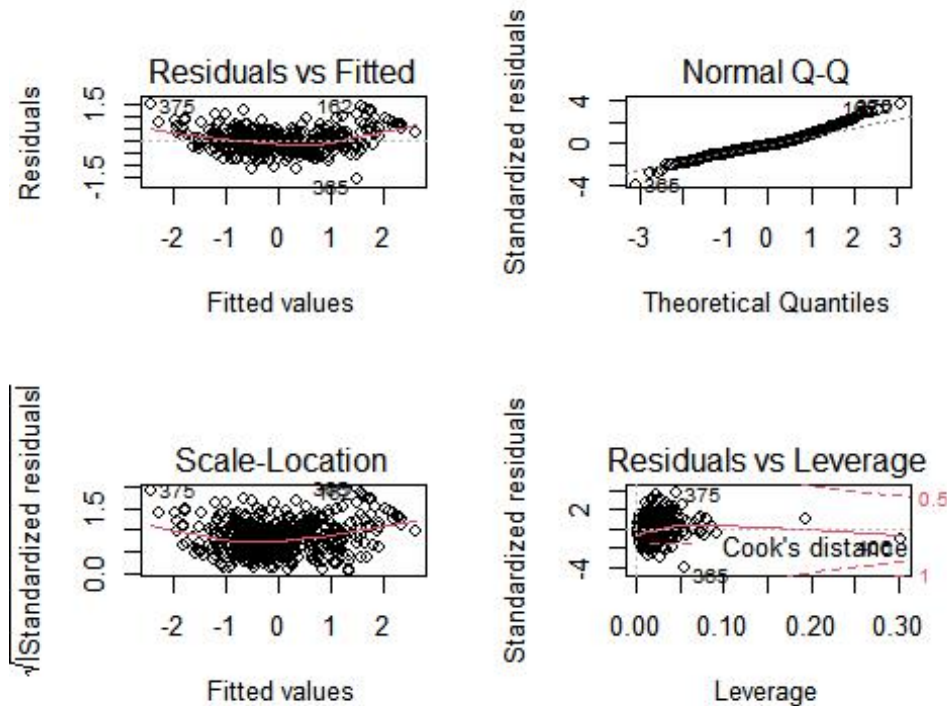 Residuals vs Fitted
Residuals
1.5
-1.5
375
162
365
-2 -1 0 1 2
Fitted values
Normal Q-Q
Standardized residuals
4
0
-4
365
-3 -1 0 1 2 3
Theoretical Quantiles
Scale-Location
√|Standardized residuals|
1.5
0.0
375
-2 -1 0 1 2
Fitted values
Residuals vs Leverage
Standardized residuals
2
-4
375
365
Cook's distance
0.5
1
0.00 0.10 0.20 0.30
Leverage